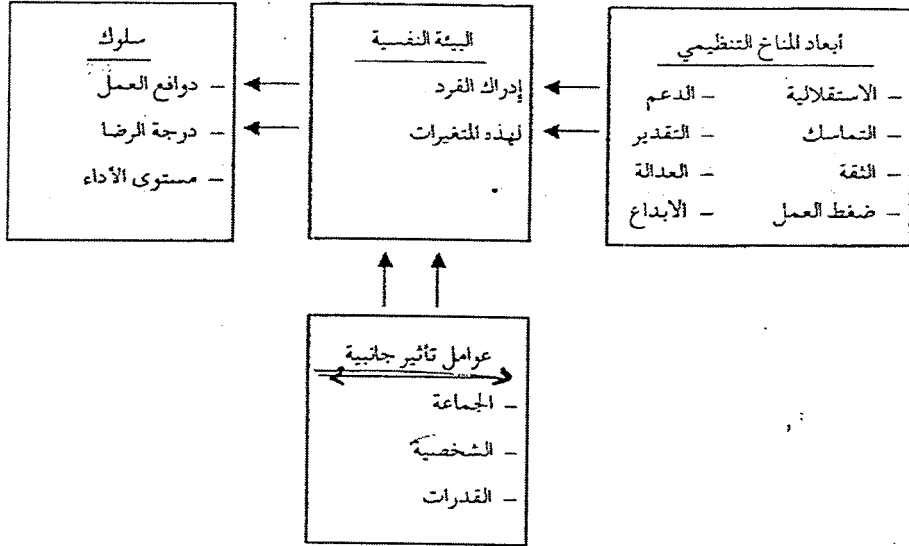 أبعاد المناخ التنظيمي
– الاستقلالية – الدعم
– التماسك – التقدير
– الثقة – العدالة
– ضغط العمل – الابداع
البيئة النفسية
إدراك الفرد
لهذه المتغيرات
سلوك
– دوافع العمل
– درجة الرضا
– مستوى الأداء
عوامل تأثير جانبية
– الجماعة
– الشخصية
– القدرات